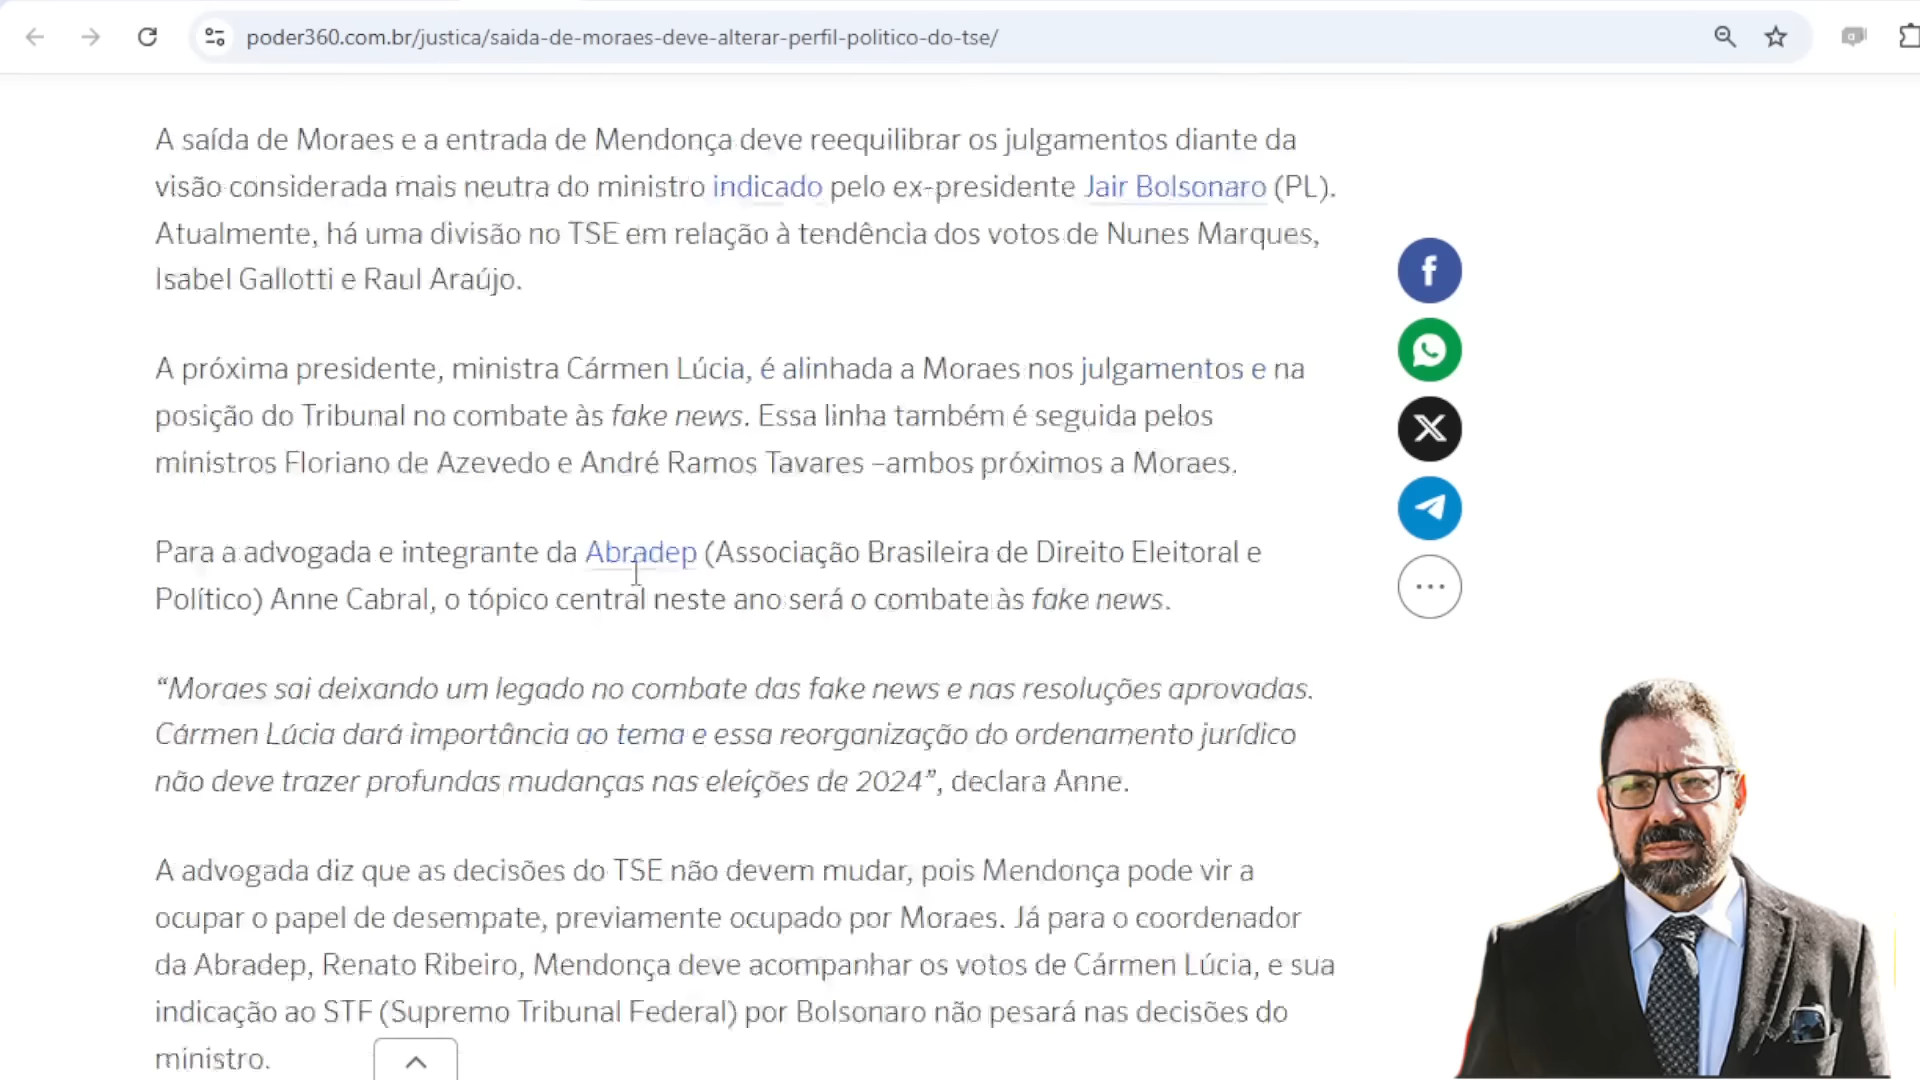 poder360.com.br/justica/saida-de-moraes-deve-alterar-perfil-politico-do-tse/
A saída de Moraes e a entrada de Mendonça deve reequilibrar os julgamentos diante da
visão considerada mais neutra do ministro indicado pelo ex-presidente Jair Bolsonaro (PL).
Atualmente, há uma divisão no TSE em relação à tendência dos votos de Nunes Marques,
Isabel Gallotti e Raul Araújo.
A próxima presidente, ministra Cármen Lúcia, é alinhada a Moraes nos julgamentos e na
posição do Tribunal no combate às fake news. Essa linha também é seguida pelos
ministros Floriano de Azevedo e André Ramos Tavares –ambos próximos a Moraes.
Para a advogada e integrante da Abradep (Associação Brasileira de Direito Eleitoral e
Político) Anne Cabral, o tópico central neste ano será o combate às fake news.
“Moraes sai deixando um legado no combate das fake news e nas resoluções aprovadas.
Cármen Lúcia dará importância ao tema e essa reorganização do ordenamento jurídico
não deve trazer profundas mudanças nas eleições de 2024”, declara Anne.
A advogada diz que as decisões do TSE não devem mudar, pois Mendonça pode vir a
ocupar o papel de desempate, previamente ocupado por Moraes. Já para o coordenador
da Abradep, Renato Ribeiro, Mendonça deve acompanhar os votos de Cármen Lúcia, e sua
indicação ao STF (Supremo Tribunal Federal) por Bolsonaro não pesará nas decisões do
ministro.